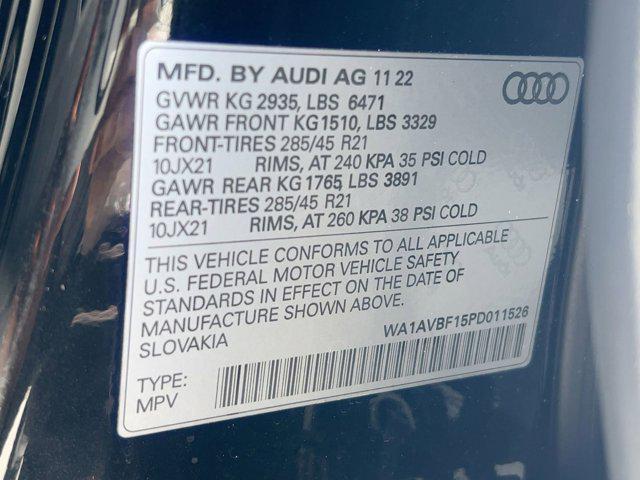 MFD. BY AUDI AG 11 22
GVWR KG 2935, LBS 6471
GAWR FRONT KG1510, LBS 3329
FRONT-TIRES 285/45 R21
10JX21 RIMS, AT 240 KPA 35 PSI COLD
GAWR REAR KG 1765, LBS 3891
REAR-TIRES 285/45 R21
10JX21 RIMS, AT 260 KPA 38 PSI COLD
THIS VEHICLE CONFORMS TO ALL APPLICABLE
U.S. FEDERAL MOTOR VEHICLE SAFETY
STANDARDS IN EFFECT ON THE DATE OF
MANUFACTURE SHOWN ABOVE.
SLOVAKIA
WA1AVBF15PD011526
TYPE:
MPV